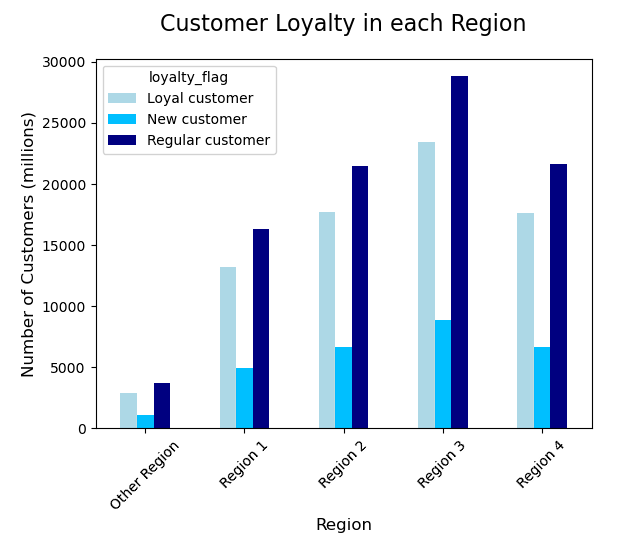 Customer Loyalty in each Region
Number of Customers (millions)
30000
25000
20000
15000
10000
5000
0
loyalty_flag
Loyal customer
New customer
Regular customer
Other Region
Region 1
Region 2
Region 3
Region 4
Region